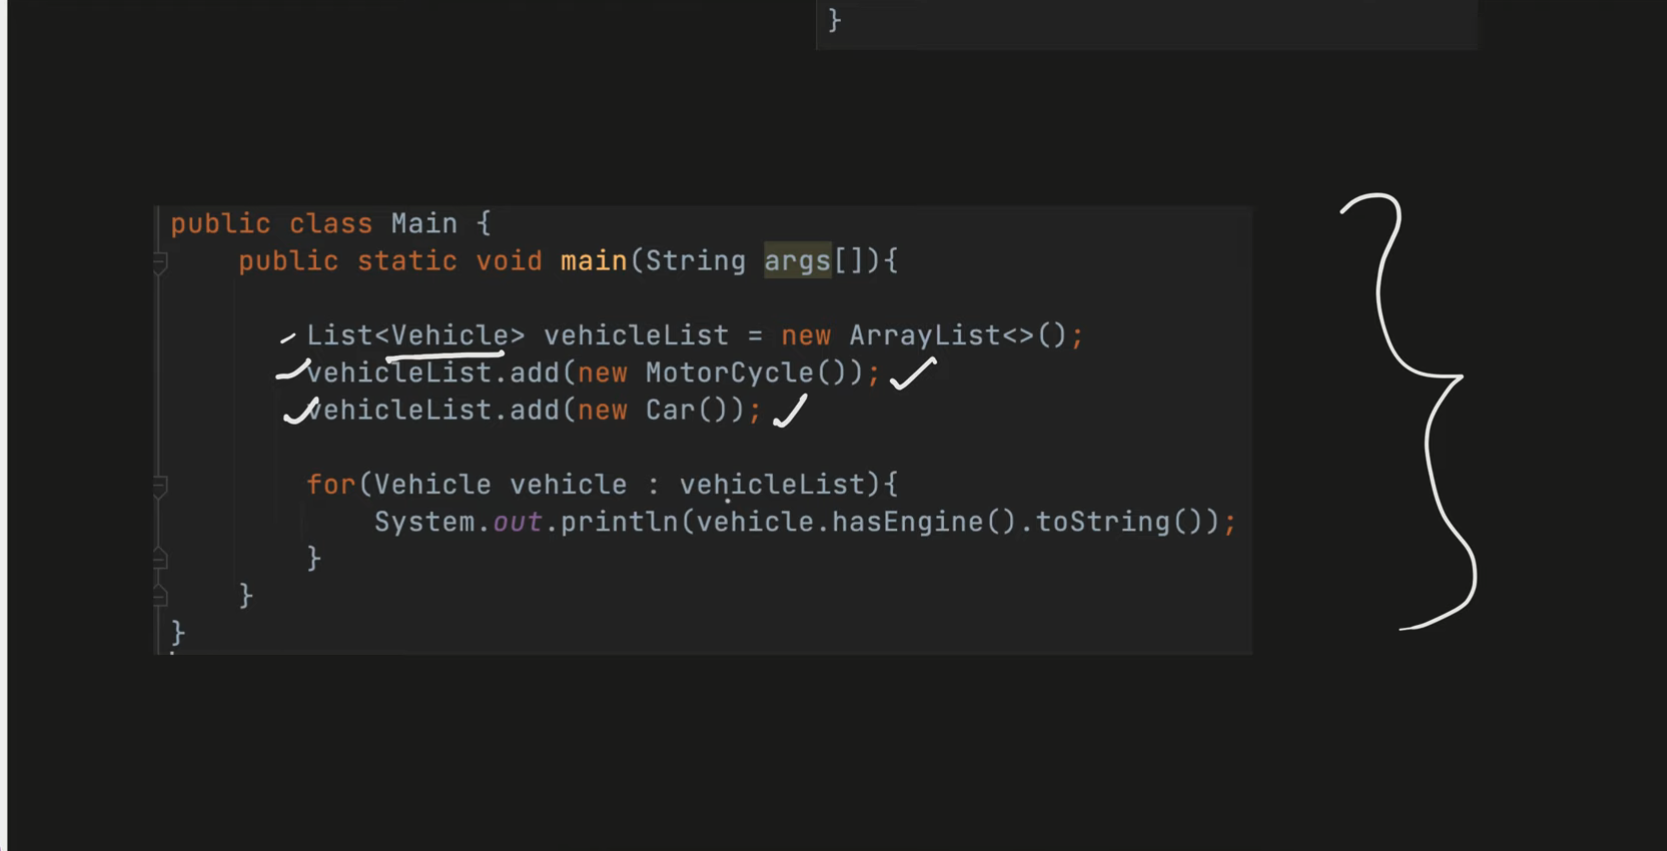 }
public class Main {
public static void main(String args[]){
List<Vehicle> vehicleList = new ArrayList<>();
vehicleList.add(new MotorCycle());
vehicleList.add(new Car());
for(Vehicle vehicle : vehicleList){
System.out.println(vehicle.hasEngine().toString());
}
}
}